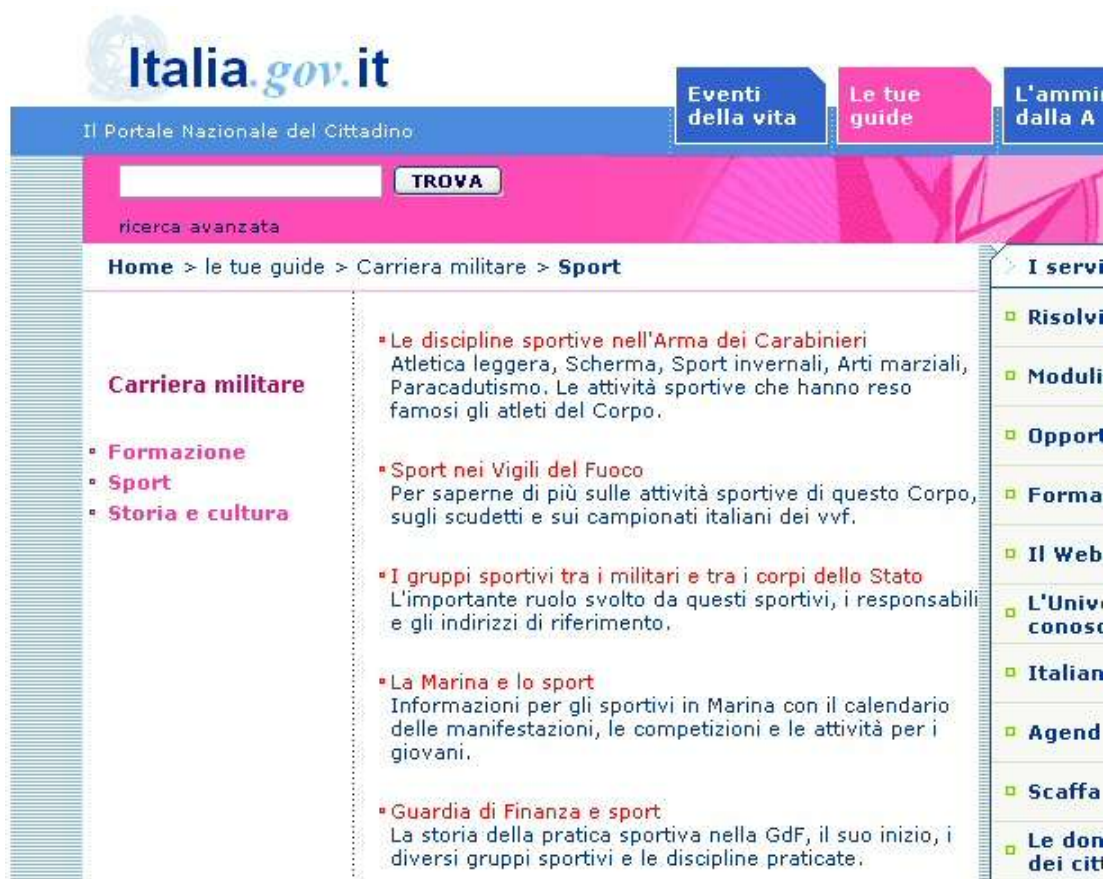 Italia.gov.it
Eventi
della vita
Le tue
guide
L'ammi
dalla A
Il Portale Nazionale del Cittadino
TROVA
ricerca avanzata
Home > le tue guide > Carriera militare > Sport
Carriera militare
Formazione
Sport
Storia e cultura
Le discipline sportive nell'Arma dei Carabinieri
Atletica leggera, Scherma, Sport invernali, Arti marziali,
Paracadutismo. Le attività sportive che hanno reso
famosi gli atleti del Corpo.
Sport nei Vigili del Fuoco
Per saperne di più sulle attività sportive di questo Corpo,
sugli scudetti e sui campionati italiani dei vvf.
I gruppi sportivi tra i militari e tra i corpi dello Stato
L'importante ruolo svolto da questi sportivi, i responsabili
e gli indirizzi di riferimento.
La Marina e lo sport
Informazioni per gli sportivi in Marina con il calendario
delle manifestazioni, le competizioni e le attività per i
giovani.
Guardia di Finanza e sport
La storia della pratica sportiva nella GdF, il suo inizio, i
diversi gruppi sportivi e le discipline praticate.
I servi
Risolvi
Moduli
Opport
Forma
Il Web
L'Unive
conosc
Italian
Agend
Scaffa
Le don
dei citt